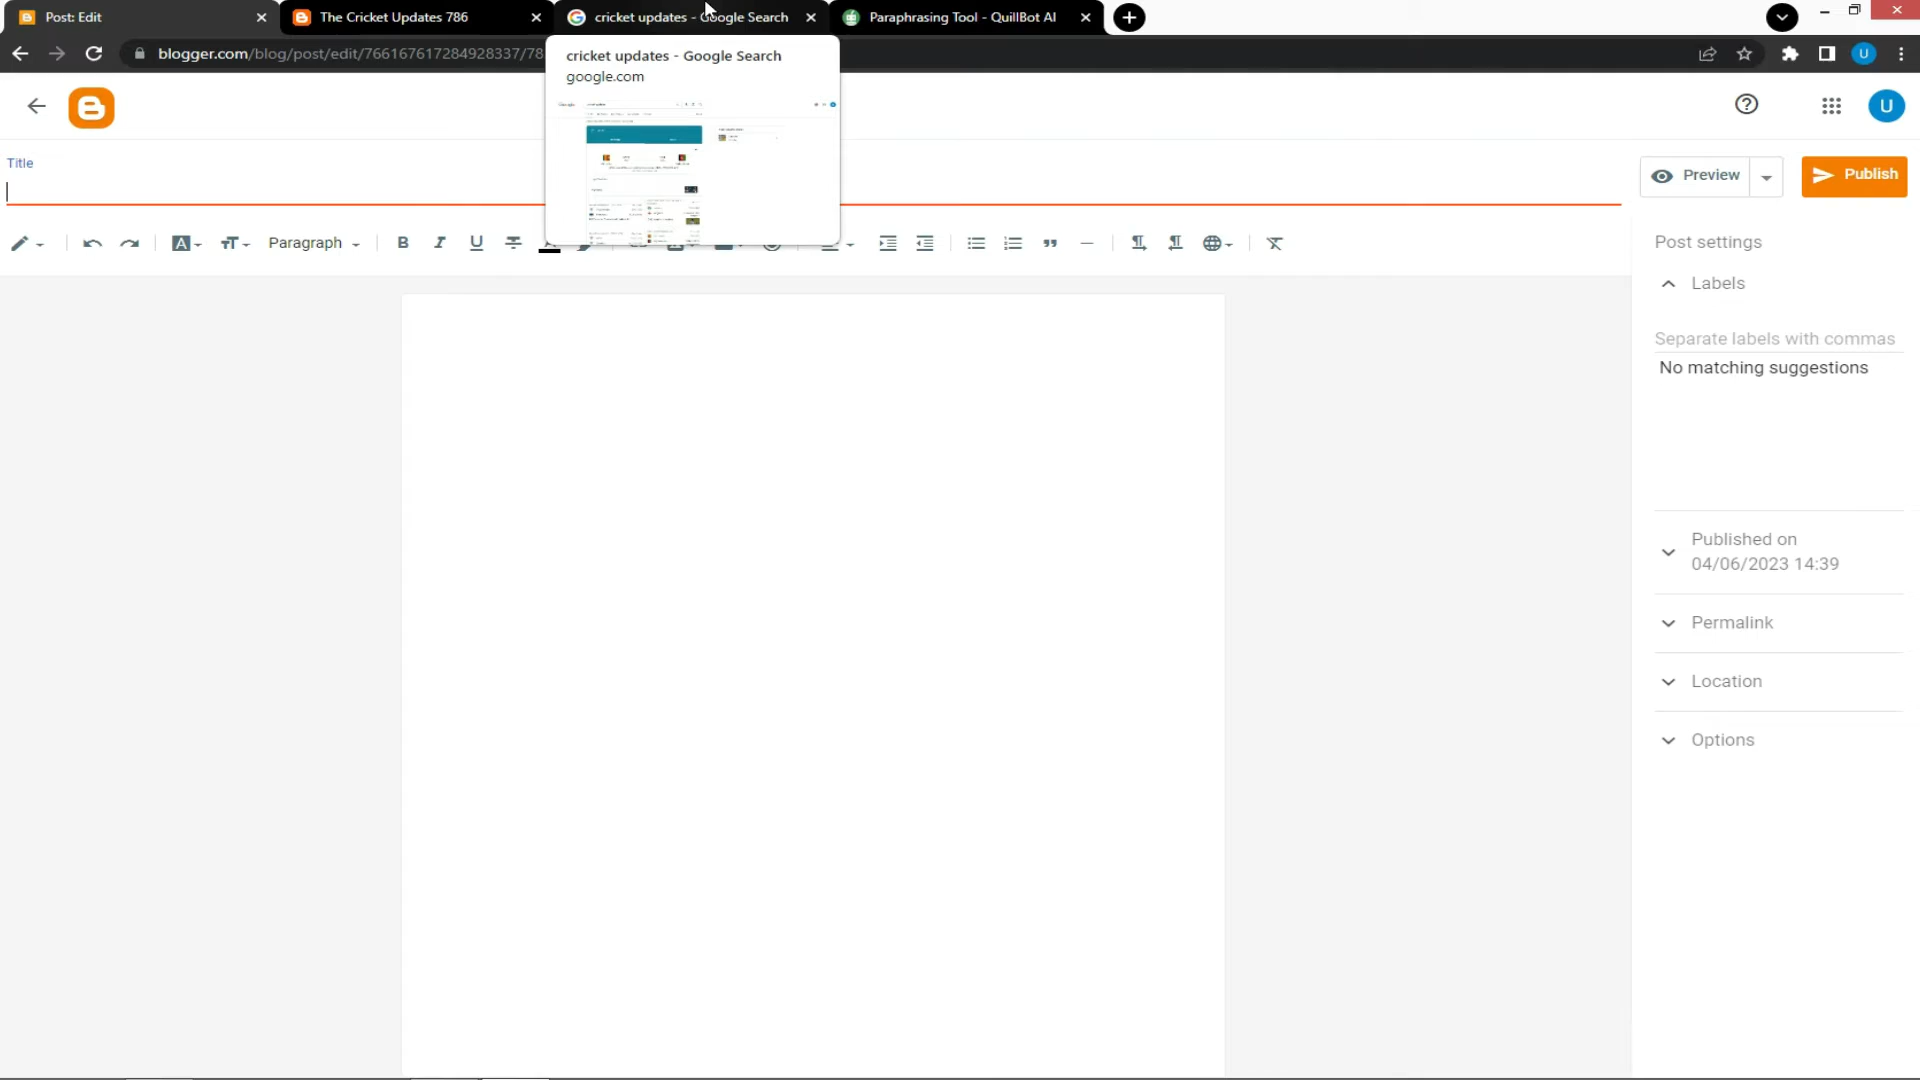 Post: Edit
The Cricket Updates 786
cricket updates - Google Search
Paraphrasing Tool - QuillBot AI
blogger.com/blog/post/edit/766167617284928337/78
U
cricket updates - Google Search
google.com
U
Title
Preview
Publish
Paragraph
B
I
U
Post settings
Labels
Separate labels with commas
No matching suggestions
Published on
04/06/2023 14:39
Permalink
Location
Options